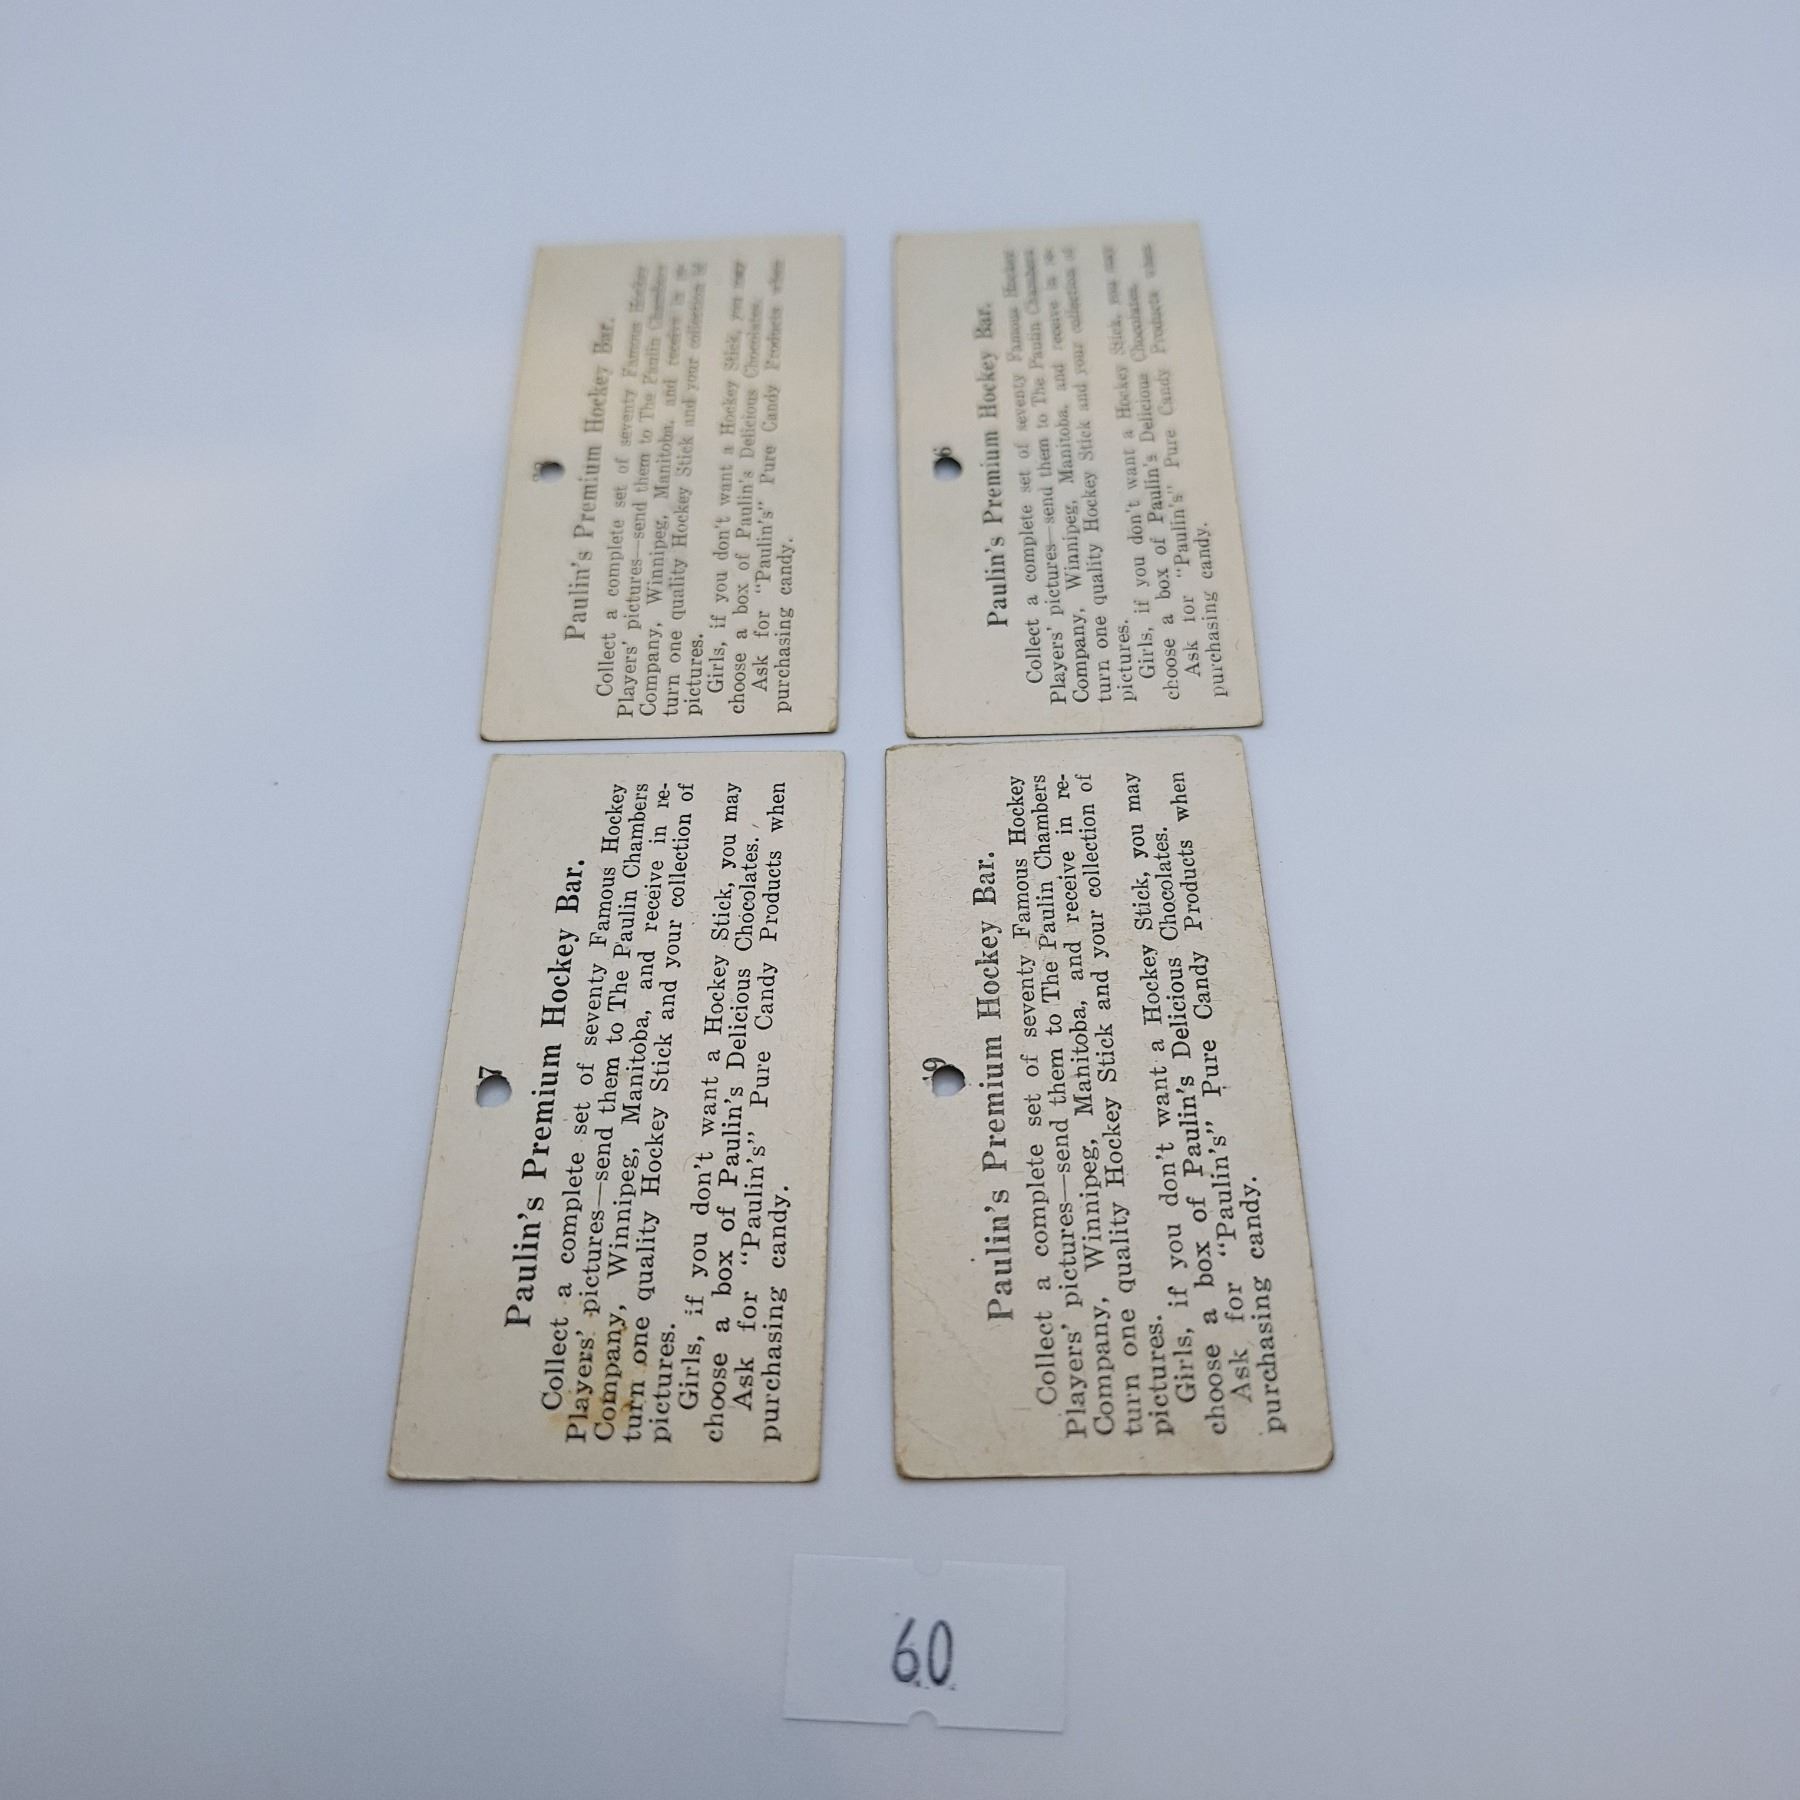 Paulin's Premium Hockey Bar.
Collect a complete set of seventy Famous Hockey
Players' pictures—send them to The Paulin Chambers
Company, Winnipeg, Manitoba, and receive in re-
turn one quality Hockey Stick and your collection of
pictures.
Girls, if you don't want a Hockey Stick, you may
choose a box of Paulin's Delicious Chocolates.
Ask for "Paulin's" Pure Candy Products when
purchasing candy.
6
Paulin's Premium Hockey Bar.
Collect a complete set of seventy Famous Hockey
Players' pictures—send them to The Paulin Chambers
Company, Winnipeg, Manitoba, and receive in re-
turn one quality Hockey Stick and your collection of
pictures.
Girls, if you don't want a Hockey Stick, you may
choose a box of Paulin's Delicious Chocolates.
Ask for "Paulin's" Pure Candy Products when
purchasing candy.
7
Paulin's Premium Hockey Bar.
Collect a complete set of seventy Famous Hockey
Players' pictures—send them to The Paulin Chambers
Company, Winnipeg, Manitoba, and receive in re-
turn one quality Hockey Stick and your collection of
pictures.
Girls, if you don't want a Hockey Stick, you may
choose a box of Paulin's Delicious Chocolates.
Ask for "Paulin's" Pure Candy Products when
purchasing candy.
19
Paulin's Premium Hockey Bar.
Collect a complete set of seventy Famous Hockey
Players' pictures—send them to The Paulin Chambers
Company, Winnipeg, Manitoba, and receive in re-
turn one quality Hockey Stick and your collection of
pictures.
Girls, if you don't want a Hockey Stick, you may
choose a box of Paulin's Delicious Chocolates.
Ask for "Paulin's" Pure Candy Products when
purchasing candy.
60